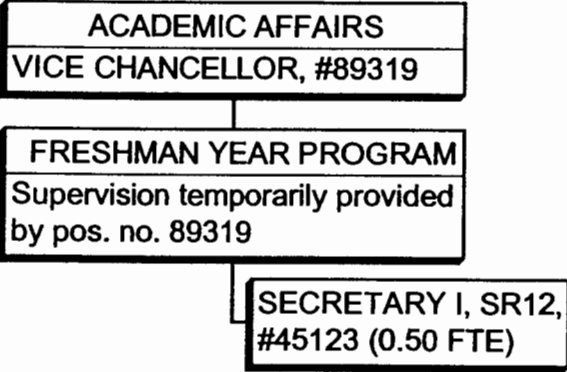 ACADEMIC AFFAIRS
VICE CHANCELLOR, #89319
FRESHMAN YEAR PROGRAM
Supervision temporarily provided
by pos. no. 89319
SECRETARY I, SR12,
#45123 (0.50 FTE)